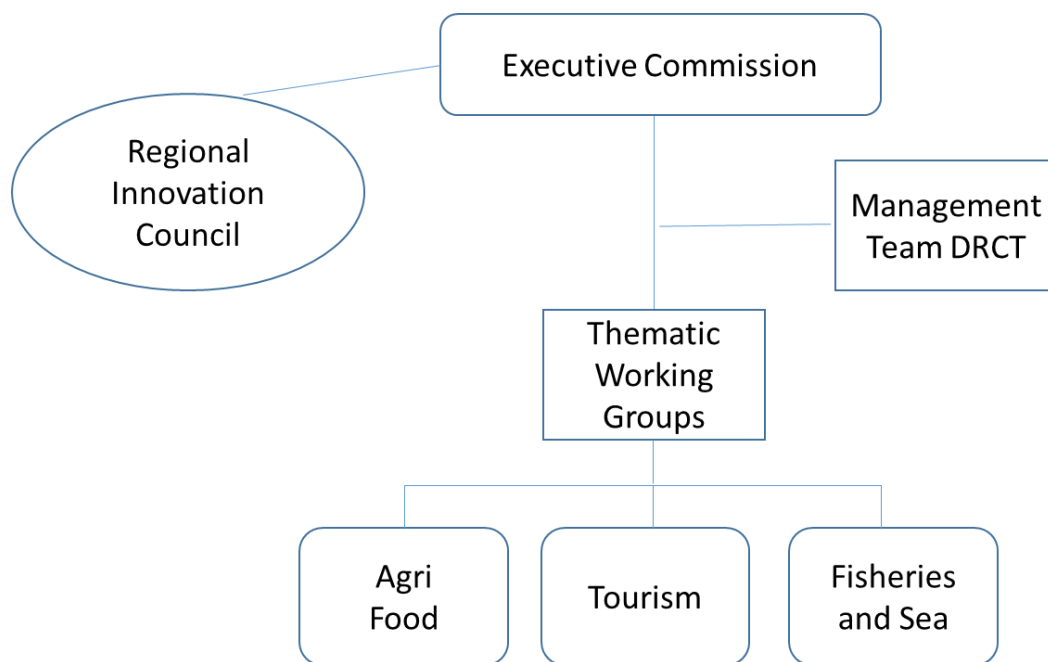 Executive Commission
Regional
Innovation
Council
Management
Team DRCT
Thematic
Working
Groups
Agri
Food
Tourism
Fisheries
and Sea